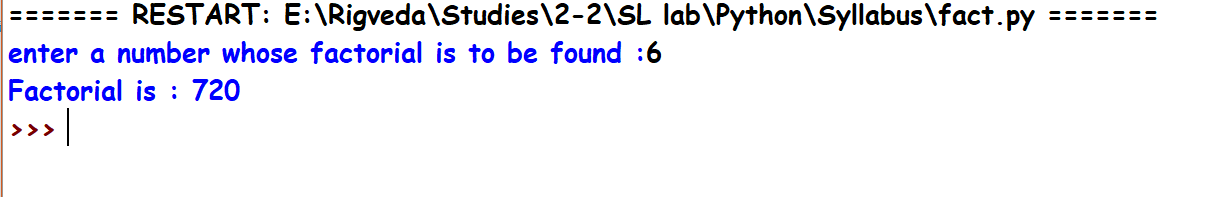 ======= RESTART: E:\Rigveda\Studies\2-2\SL lab\Python\Syllabus\fact.py =======
enter a number whose factorial is to be found :6
Factorial is : 720
>>>